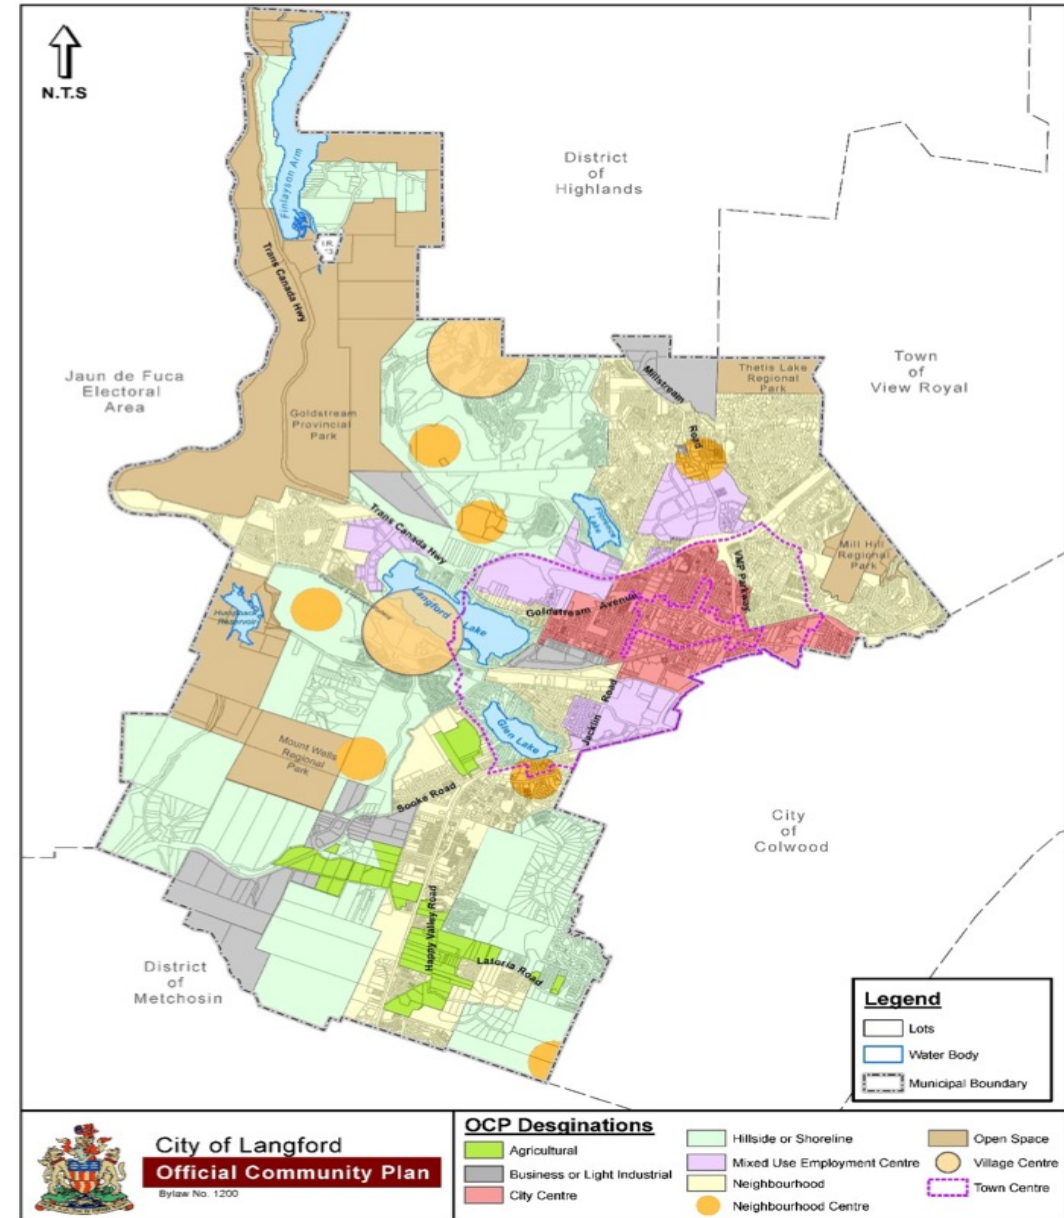 N.T.S
District
of
Highlands
Finlayson Arm
I.R.
13
Trans Canada Hwy
Jaun de Fuca
Electoral
Area
Goldstream
Provincial
Park
Town
of
View Royal
Thetis Lake
Regional
Park
Millstream Road
Trans Canada Hwy
Florence
Lake
Mill Hill
Regional
Park
VMP Parkway
Goldstream Avenue
Langford Lake
Humpback
Reservoir
Jacklin Road
Glen Lake
Mount Wells
Regional
Park
Sooke Road
City
of
Colwood
Happy Valley Road
Latoria Road
District
of
Metchosin
Legend
Lots
Water Body
Municipal Boundary
City of Langford
Official Community Plan
Bylaw No. 1200
OCP Desginations
Agricultural
Business or Light Industrial
City Centre
Hillside or Shoreline
Mixed Use Employment Centre
Neighbourhood
Neighbourhood Centre
Open Space
Village Centre
Town Centre